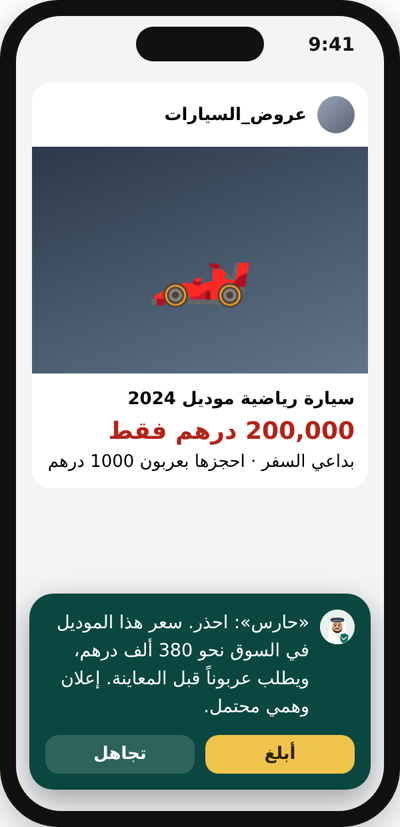 9:41
عروض_السيارات
سيارة رياضية موديل 2024
200,000 درهم فقط
بداعي السفر · احجزها بعربون 1000 درهم
«حارس»: احذر. سعر هذا الموديل
في السوق نحو 380 ألف درهم،
ويطلب عربوناً قبل المعاينة. إعلان
وهمي محتمل.
أبلغ
تجاهل